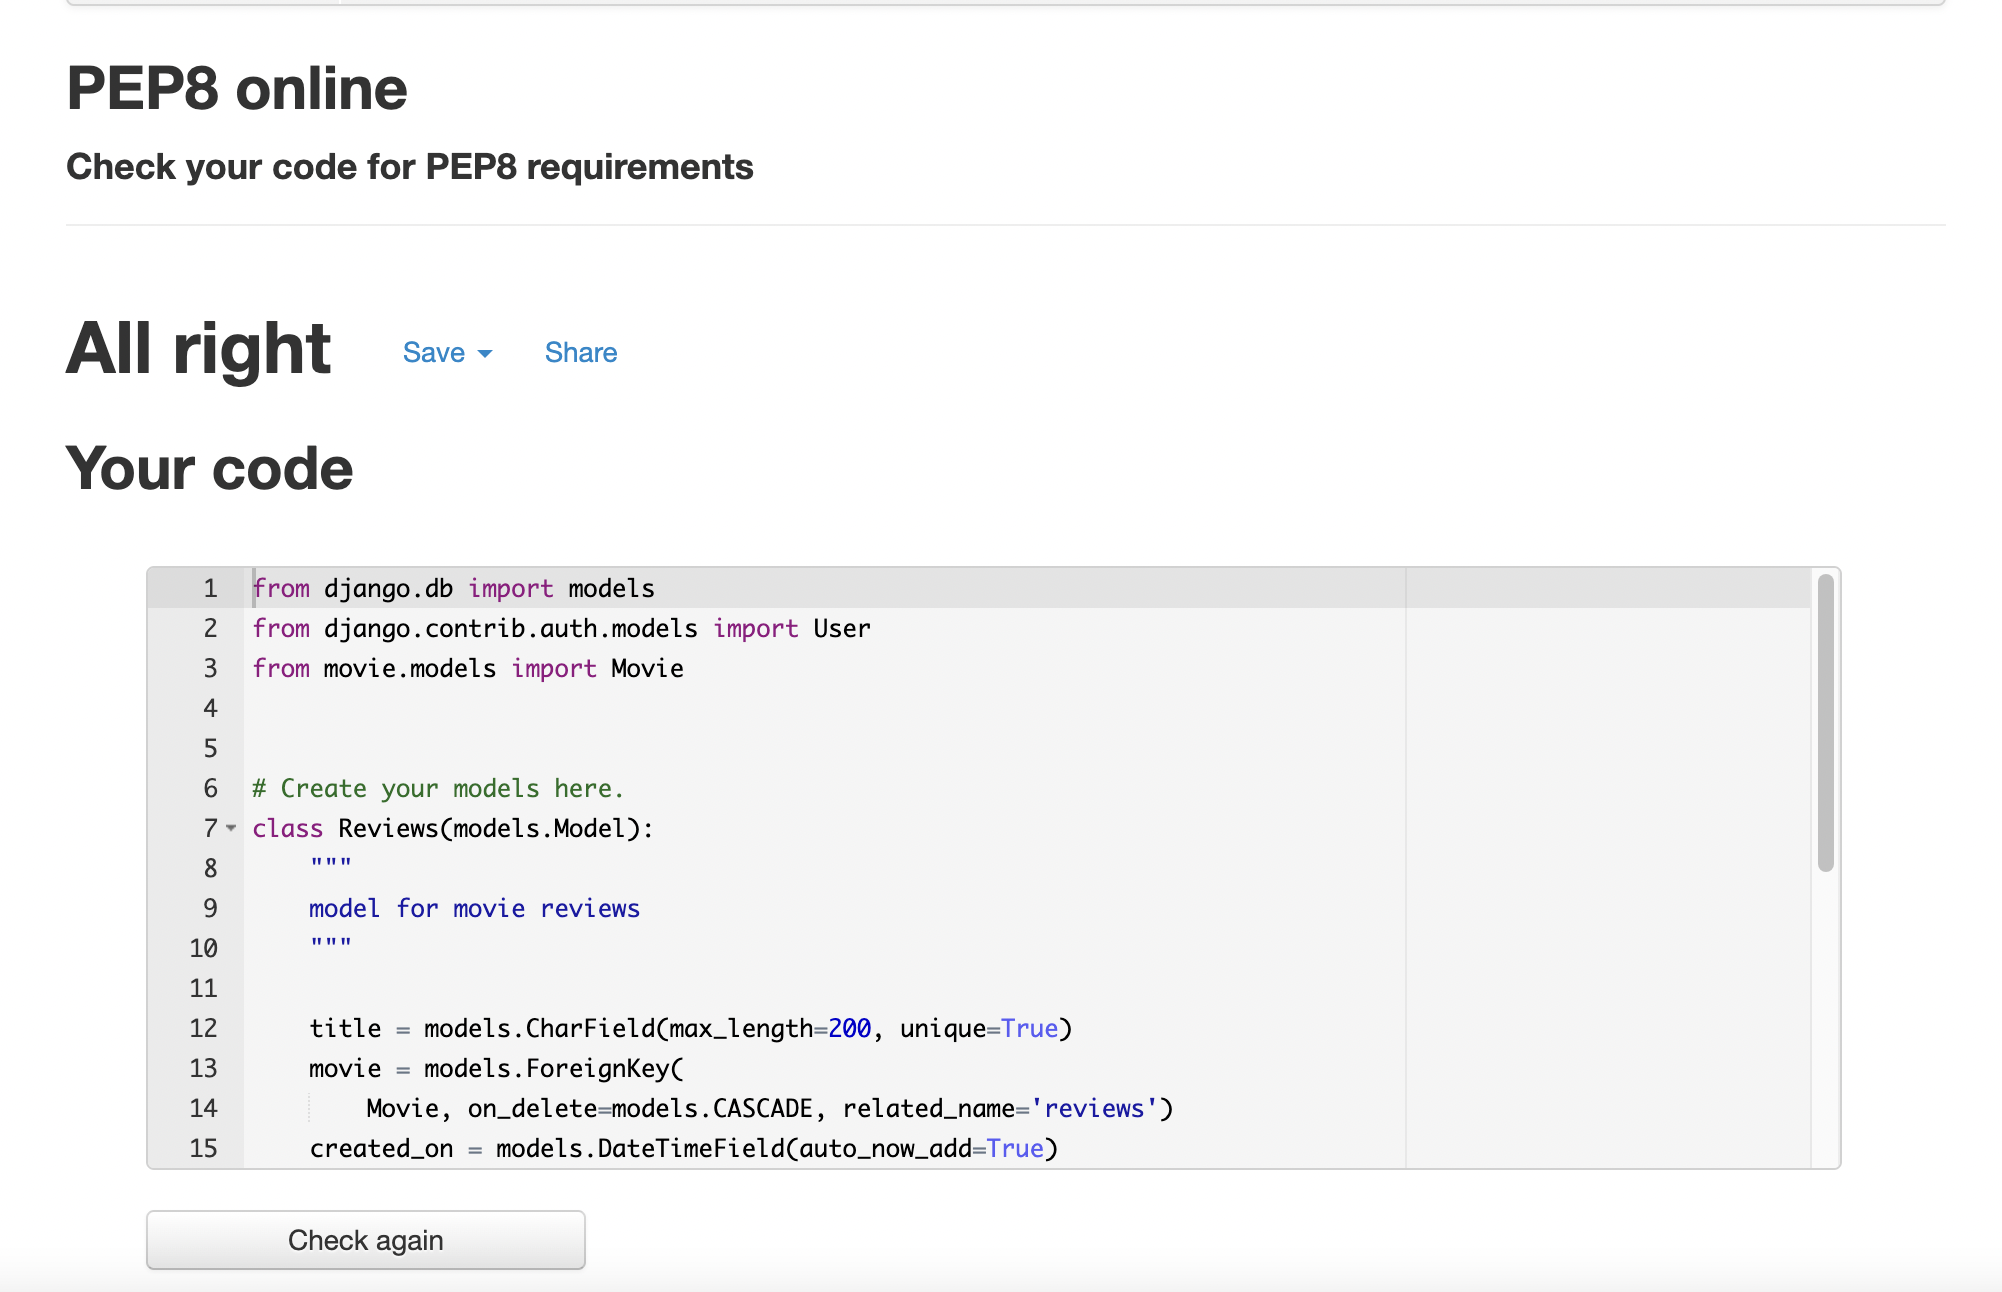 PEP8 online
Check your code for PEP8 requirements
All right Save Share
Your code
1 from django.db import models
2 from django.contrib.auth.models import User
3 from movie.models import Movie
4
5
6 # Create your models here.
7 class Reviews(models.Model):
8     """
9     model for movie reviews
10     """
11
12     title = models.CharField(max_length=200, unique=True)
13     movie = models.ForeignKey(
14         Movie, on_delete=models.CASCADE, related_name='reviews')
15     created_on = models.DateTimeField(auto_now_add=True)
Check again